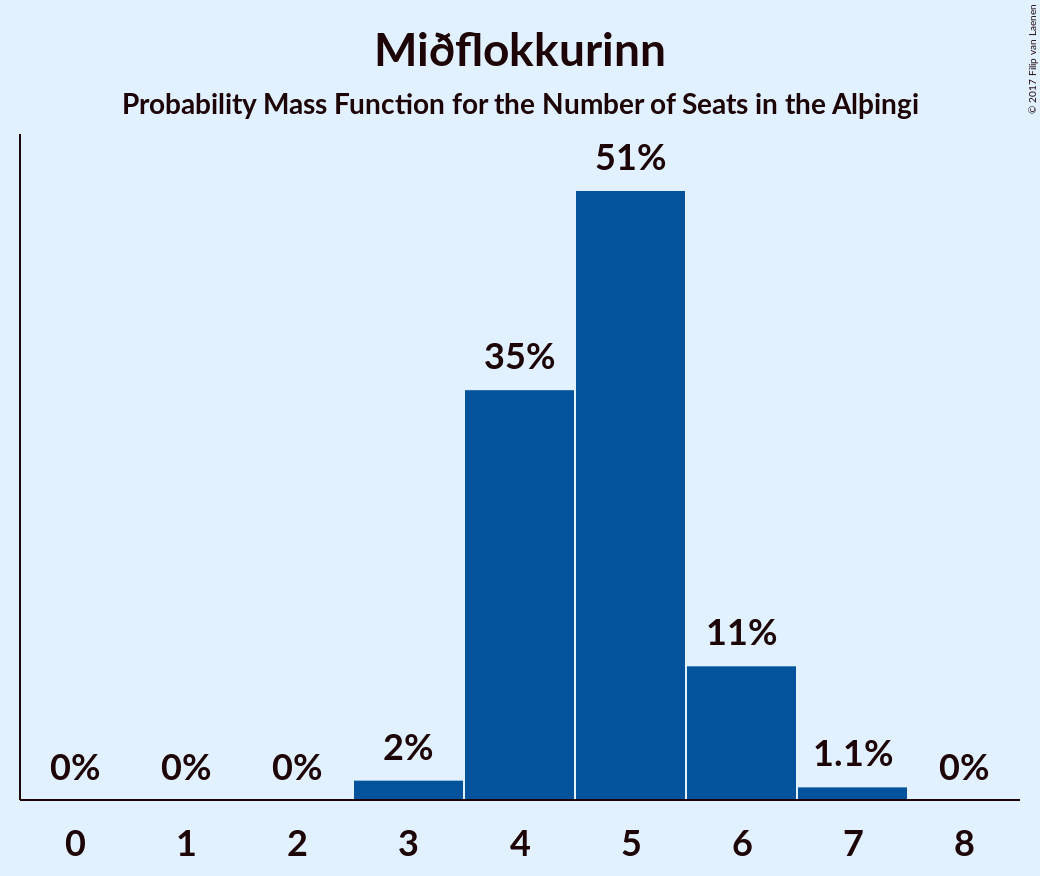 Miðflokkurinn
Probability Mass Function for the Number of Seats in the Alþingi
© 2017 Filip van Laenen
51%
35%
11%
2%
1.1%
0% 0% 0% 0%
0 1 2 3 4 5 6 7 8